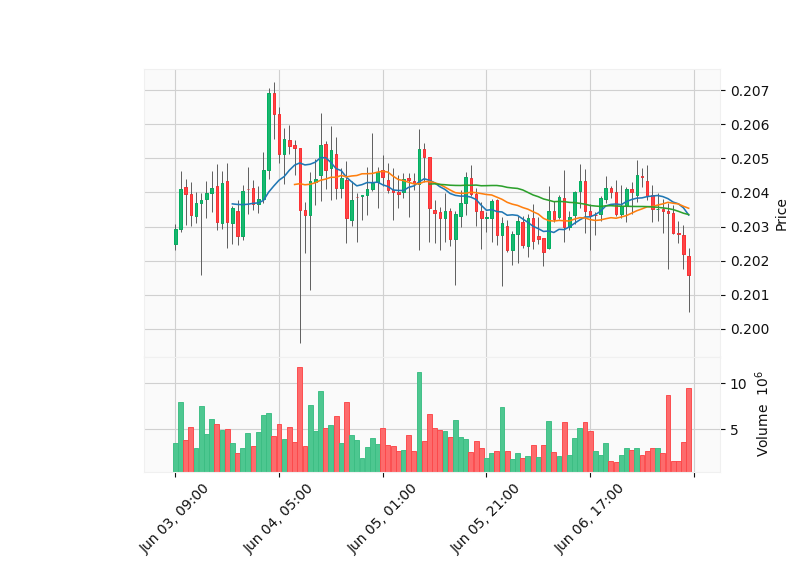 0.207
0.206
0.205
0.204
0.203
0.202
0.201
0.200
Price
10
5
Volume 10^6
Jun 03, 09:00
Jun 04, 05:00
Jun 05, 01:00
Jun 05, 21:00
Jun 06, 17:00